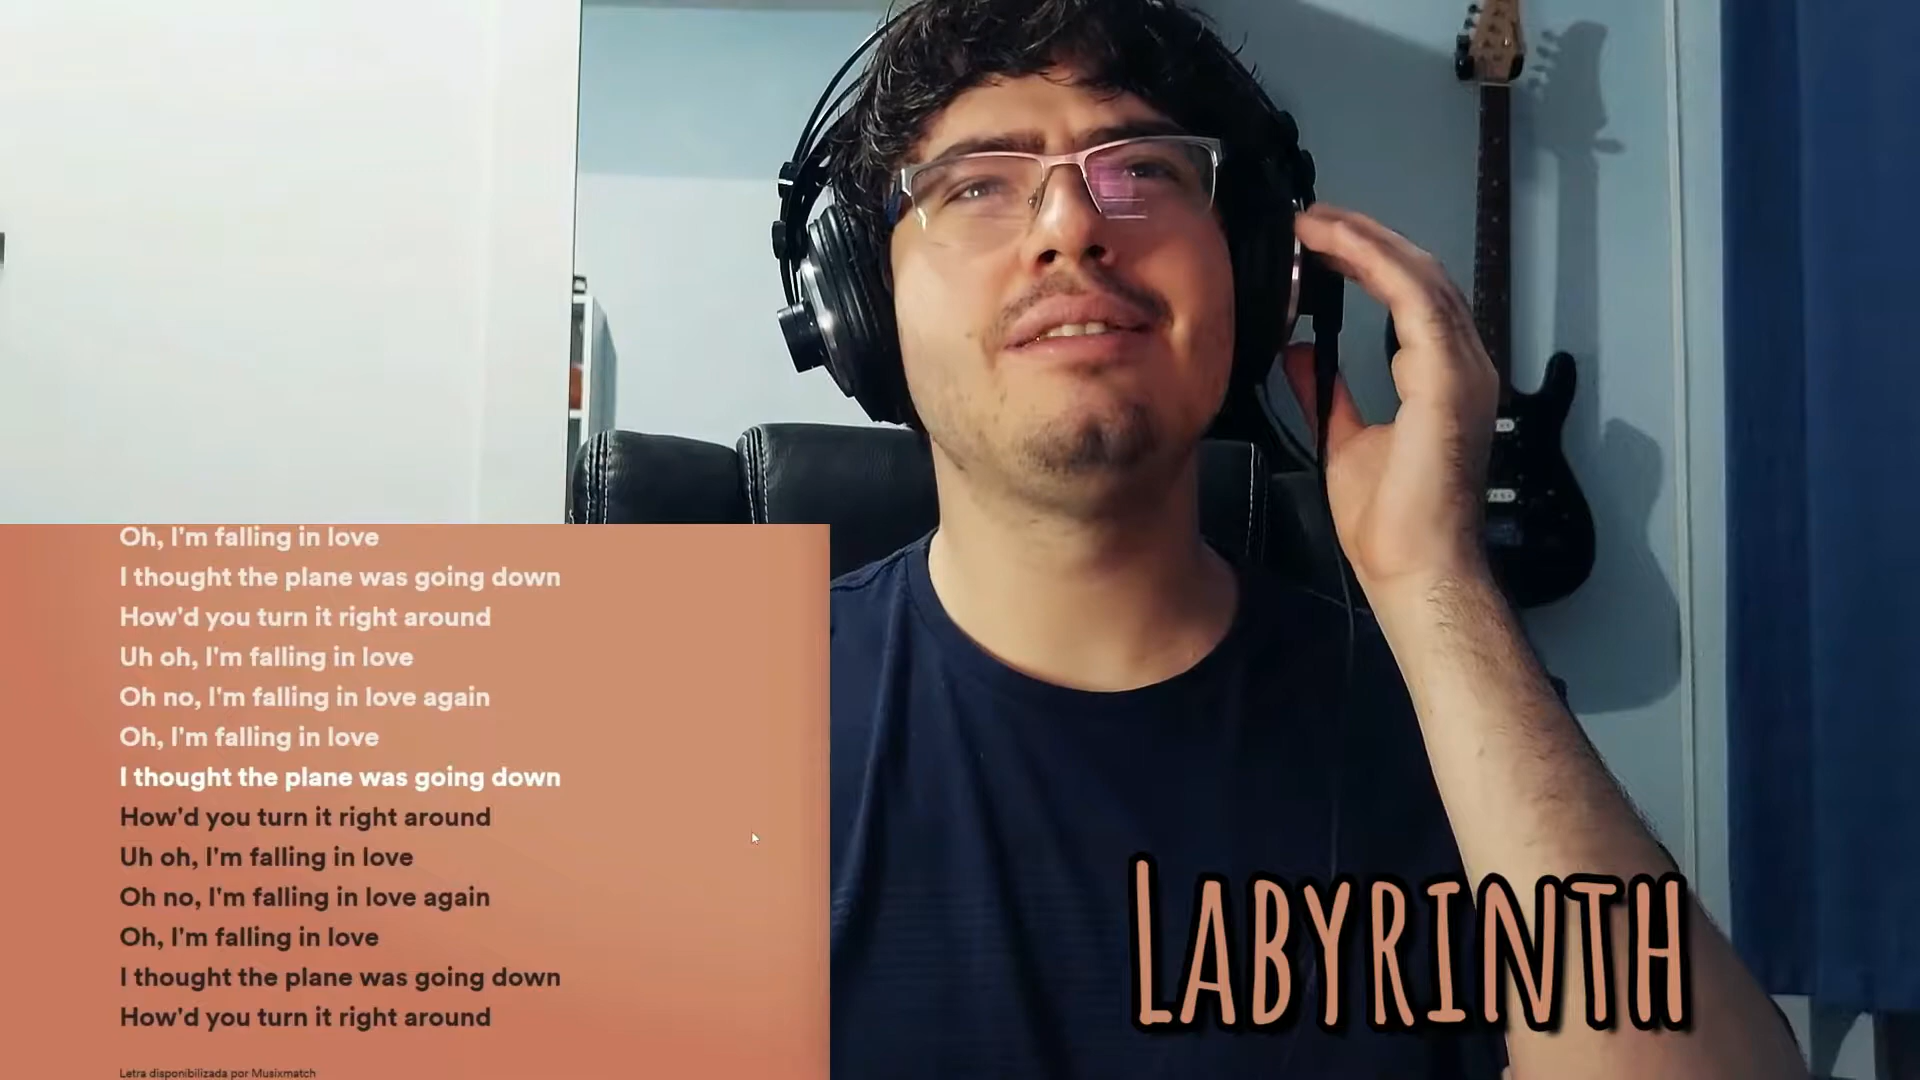 Oh, I'm falling in love
I thought the plane was going down
How'd you turn it right around
Uh oh, I'm falling in love
Oh no, I'm falling in love again
Oh, I'm falling in love
I thought the plane was going down
How'd you turn it right around
Uh oh, I'm falling in love
Oh no, I'm falling in love again
Oh, I'm falling in love
I thought the plane was going down
How'd you turn it right around
Letra disponibilizada por Musixmatch
LABYRINTH